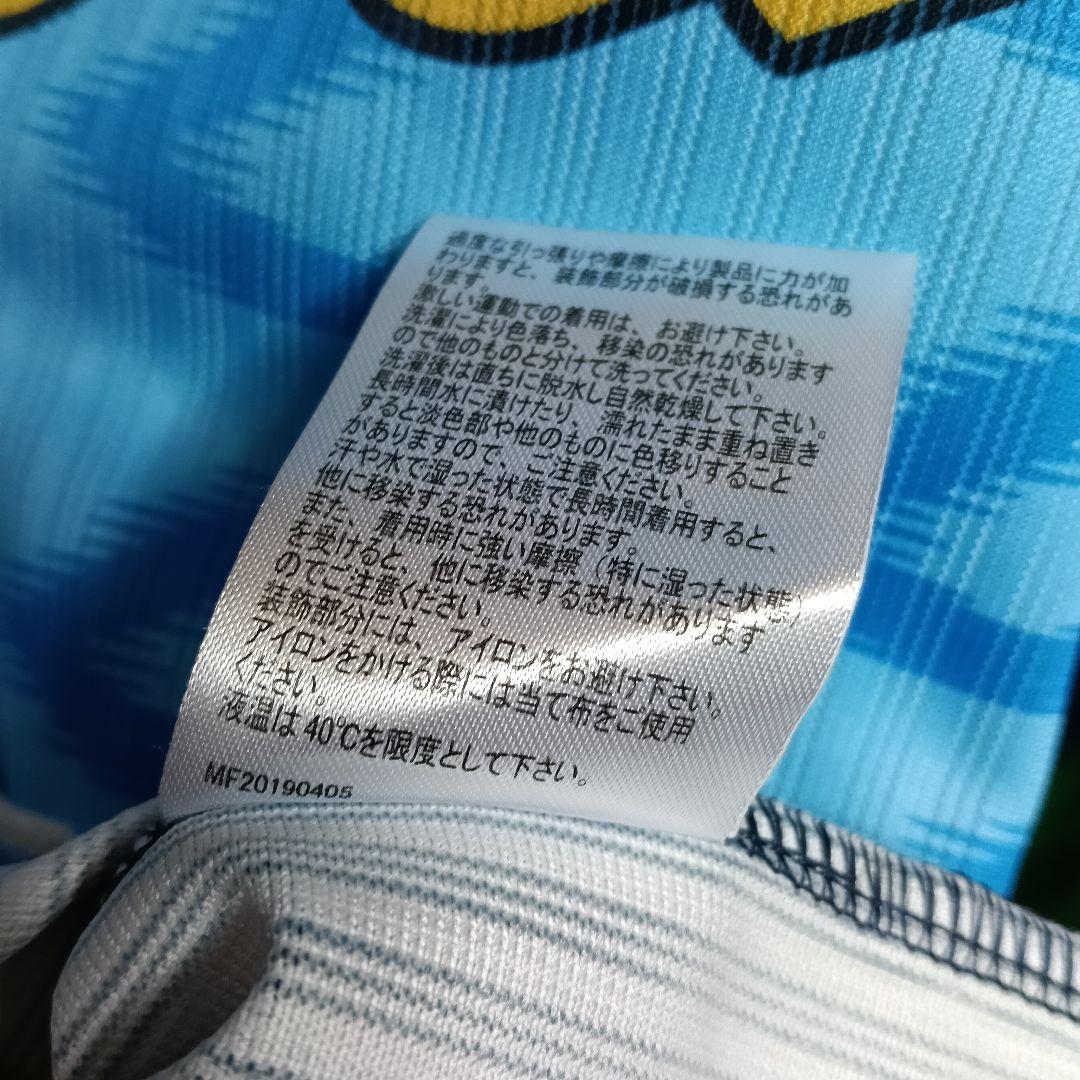 過度な引っ張りや摩擦により製品に力が加
わりますと、装飾部分が破損する恐れがあ
ります。
激しい運動での着用は、お避け下さい。
洗濯により色落ち、移染の恐れがあります
ので他のものと分けて洗ってください。
洗濯後は直ちに脱水し自然乾燥して下さい。
長時間水に漬けたり、濡れたまま重ね置き
すると淡色部や他のものに色移りすること
がありますので、ご注意ください。
汗や水で湿った状態で長時間着用すると、
他に移染する恐れがあります。
また、着用時に強い摩擦（特に湿った状態）
を受けると、他に移染する恐れがあります
のでご注意ください。
装飾部分には、アイロンをお避け下さい。
アイロンをかける際には当て布をご使用
ください。
液温は40℃を限度として下さい。
MF20190405